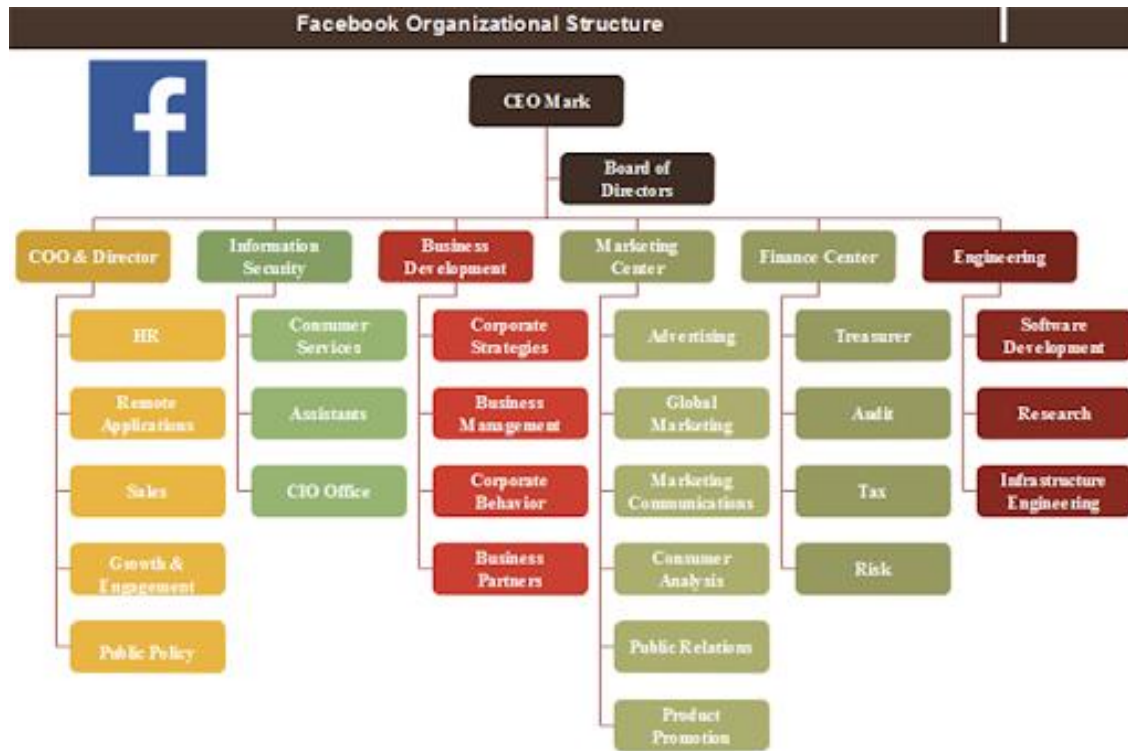 Facebook Organizational Structure
f
CEO Mark
Board of
Directors
COO & Director
Information
Security
Business
Development
Marketing
Center
Finance Center
Engineering
HR
Remote
Applications
Sales
Growth &
Engagement
Public Policy
Consumer
Services
Assistants
CIO Office
Corporate
Strategies
Business
Management
Corporate
Behavior
Business
Partners
Advertising
Global
Marketing
Marketing
Communications
Consumer
Analysis
Public Relations
Product
Promotion
Treasurer
Audit
Tax
Risk
Software
Development
Research
Infrastructure
Engineering